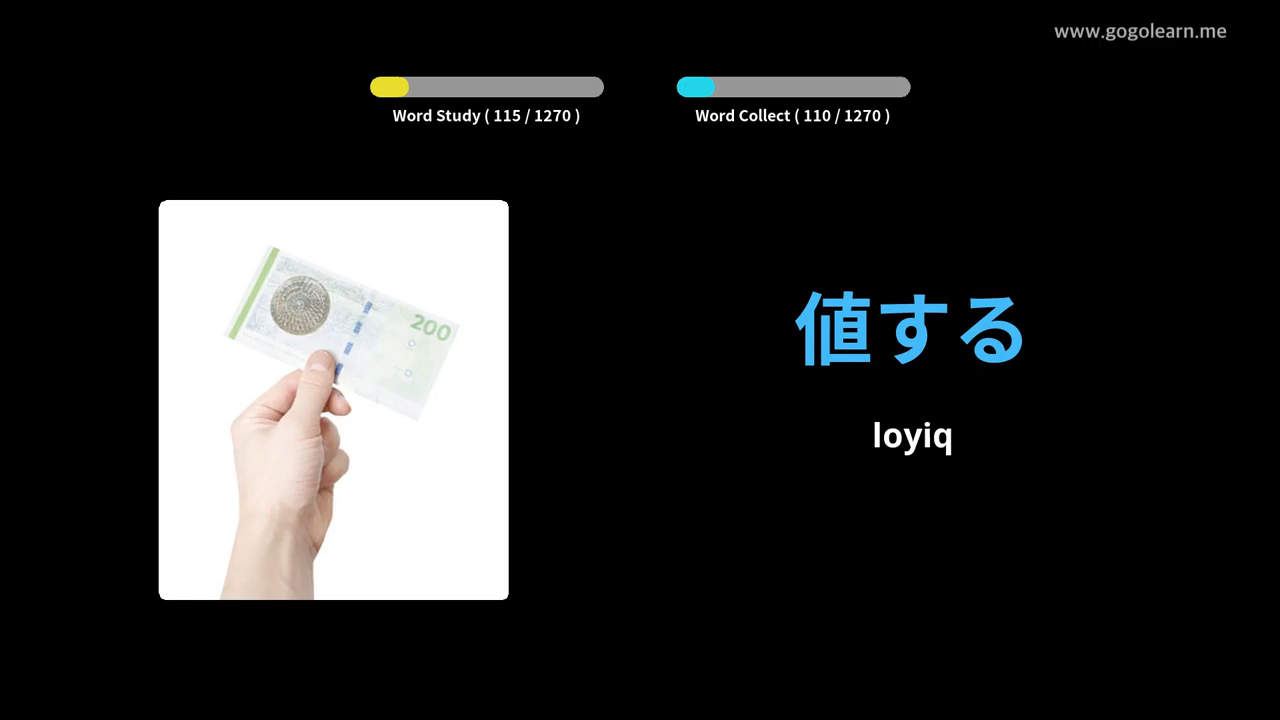 www.gogolearn.me
Word Study ( 115 / 1270 )
Word Collect ( 110 / 1270 )
200
値する
loyiq